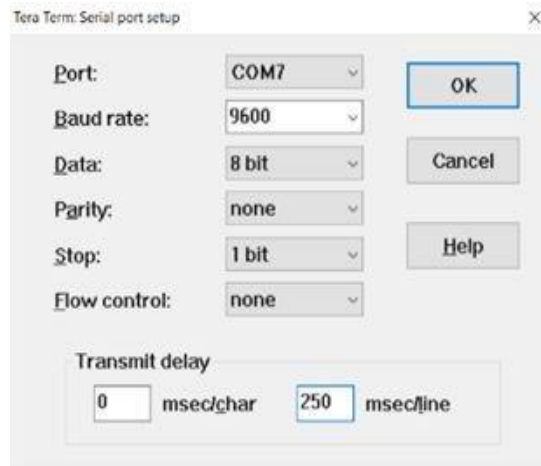 Tera Term: Serial port setup
Port: COM7 OK
Baud rate: 9600
Data: 8 bit Cancel
Parity: none
Stop: 1 bit Help
Flow control: none
Transmit delay
0 msec/char 250 msec/line